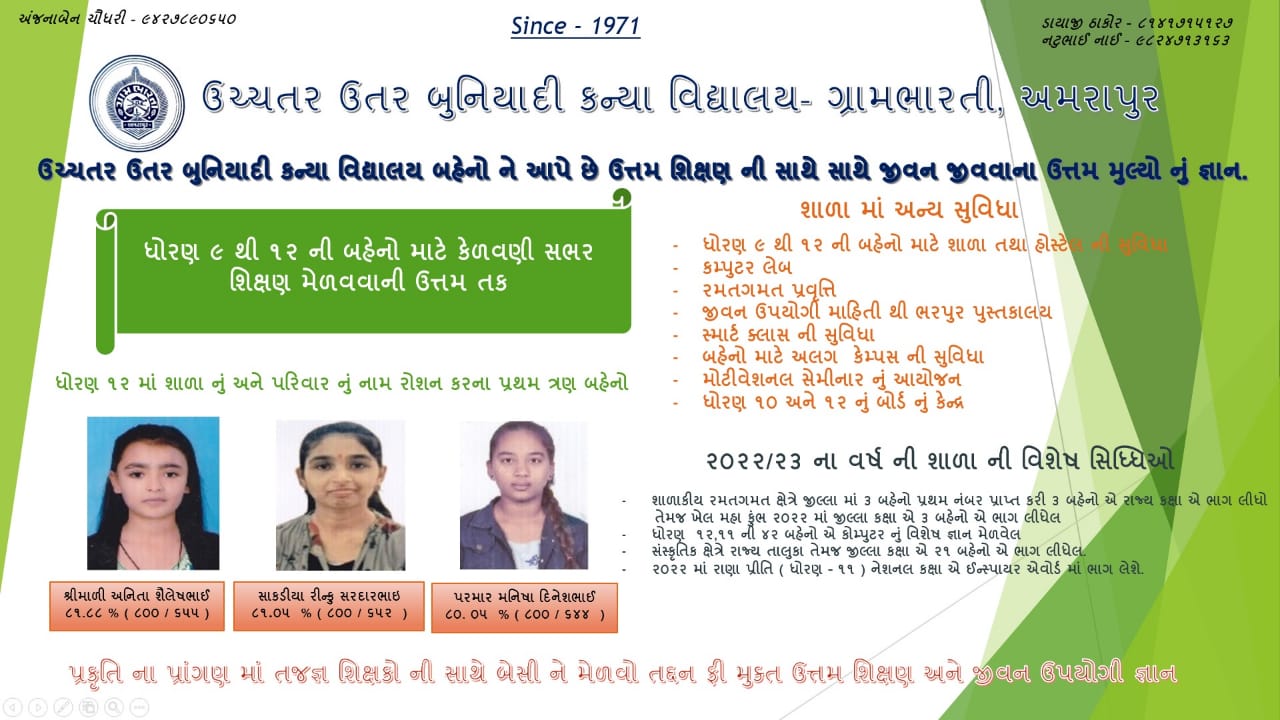 અંજનાબેન ચૌધરી - ૯૪૨૭૮૯૦૬૫૦
Since - 1971
ડાયાજી ઠાકોર - ૮૧૪૧૭૧૫૧૨૭
નટુભાઈ નાઈ - ૯૮૨૪૭૧૩૧૬૩
ઉચ્ચતર ઉતર બુનિયાદી કન્યા વિદ્યાલય- ગ્રામભારતી, અમરાપુર
ઉચ્ચતર ઉતર બુનિયાદી કન્યા વિદ્યાલય બહેનો ને આપે છે ઉત્તમ શિક્ષણ ની સાથે સાથે જીવન જીવવાના ઉત્તમ મુલ્યો નું જ્ઞાન.
ધોરણ ૯ થી ૧૨ ની બહેનો માટે કેળવણી સભર
શિક્ષણ મેળવવાની ઉત્તમ તક
ધોરણ ૧૨ માં શાળા નું અને પરિવાર નું નામ રોશન કરના પ્રથમ ત્રણ બહેનો
શ્રીમાળી અનિતા શૈલેષભાઈ
૮૧.૮૮ % ( ૮૦૦ / ૬૫૫ )
સાકડીયા રીન્કુ સરદારભાઇ
૮૧.૦૫ % ( ૮૦૦ / ૬૫૨ )
પરમાર મનિષા દિનેશભાઈ
૮૦. ૦૫ % ( ૮૦૦ / ૬૪૪ )
શાળા માં અન્ય સુવિધા
- ધોરણ ૯ થી ૧૨ ની બહેનો માટે શાળા તથા હોસ્ટેલ ની સુવિધા
- કમ્પુટર લેબ
- રમતગમત પ્રવૃત્તિ
- જીવન ઉપયોગી માહિતી થી ભરપુર પુસ્તકાલય
- સ્માર્ટ ક્લાસ ની સુવિધા
- બહેનો માટે અલગ કેમ્પસ ની સુવિધા
- મોટીવેશનલ સેમીનાર નું આયોજન
- ધોરણ ૧૦ અને ૧૨ નું બોર્ડ નું કેન્દ્ર
૨૦૨૨/૨૩ ના વર્ષ ની શાળા ની વિશેષ સિધ્ધિઓ
- શાળાકીય રમતગમત ક્ષેત્રે જીલ્લા માં ૩ બહેનો પ્રથમ નંબર પ્રાપ્ત કરી ૩ બહેનો એ રાજ્ય કક્ષા એ ભાગ લીધો
તેમજ ખેલ મહા કુંભ ૨૦૨૨ માં જીલ્લા કક્ષા એ ૩ બહેનો એ ભાગ લીધેલ
- ધોરણ ૧૨,૧૧ ની ૪૨ બહેનો એ કોમ્પુટર નું વિશેષ જ્ઞાન મેળવેલ
- સંસ્કૃતિક ક્ષેત્રે રાજ્ય તાલુકા તેમજ જીલ્લા કક્ષા એ ૨૧ બહેનો એ ભાગ લીધેલ.
- ૨૦૨૨ માં રાણા પ્રીતિ ( ધોરણ - ૧૧ ) નેશનલ કક્ષા એ ઈન્સ્પાયર એવોર્ડ માં ભાગ લેશે.
પ્રકૃતિ ના પ્રાંગણ માં તજજ્ઞ શિક્ષકો ની સાથે બેસી ને મેળવો તદ્દન ફ્રી મુક્ત ઉત્તમ શિક્ષણ અને જીવન ઉપયોગી જ્ઞાન